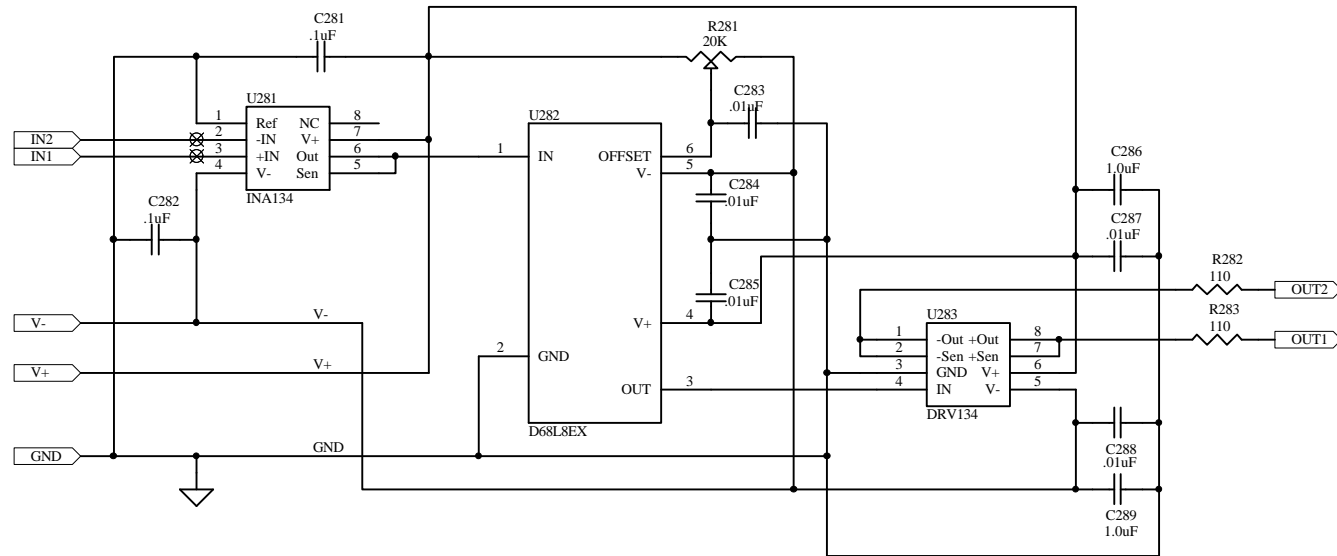 C281
.1uF
R281
20K
C283
.01uF
U281
1 Ref NC 8
2 -IN V+ 7
3 +IN Out 6
4 V- Sen 5
INA134
IN2
IN1
U282
1 IN OFFSET 6
V- 5
V+ 4
2 GND
OUT 3
D68L8EX
C282
.1uF
C284
.01uF
C285
.01uF
C286
1.0uF
C287
.01uF
R282
110
OUT2
R283
110
OUT1
U283
1 -Out +Out 8
2 -Sen +Sen 7
3 GND V+ 6
4 IN V- 5
DRV134
V- V-
V+ V+
GND GND
C288
.01uF
C289
1.0uF